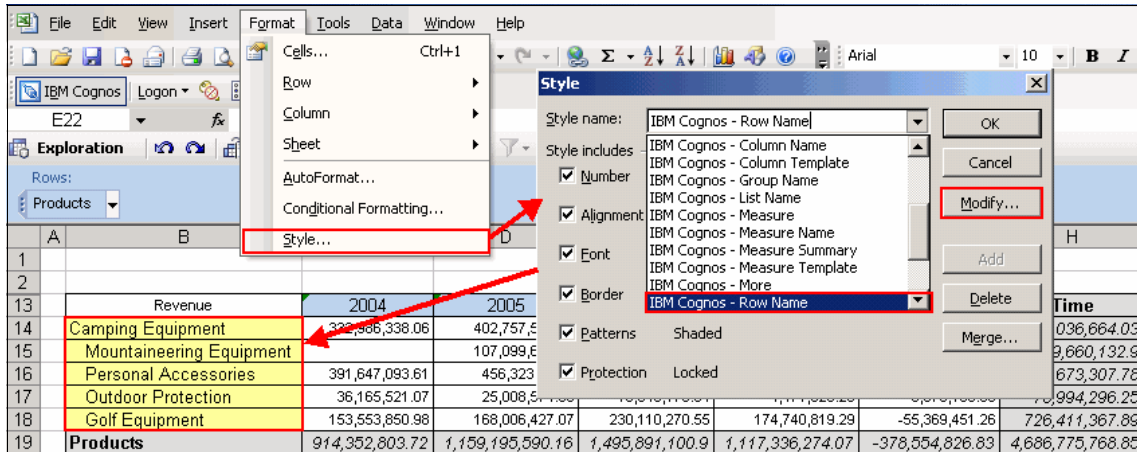 File Edit View Insert Format Tools Data Window Help
Cells... Ctrl+1
Row
Column
Sheet
AutoFormat...
Conditional Formatting...
Style...
Arial 10 B I
IBM Cognos Logon
E22 fx
Exploration
Rows:
Products
Style
Style name: IBM Cognos - Row Name
Style includes
Number
Alignment
Font
Border
Patterns Shaded
Protection Locked
IBM Cognos - Column Name
IBM Cognos - Column Template
IBM Cognos - Group Name
IBM Cognos - List Name
IBM Cognos - Measure
IBM Cognos - Measure Name
IBM Cognos - Measure Summary
IBM Cognos - Measure Template
IBM Cognos - More
IBM Cognos - Row Name
OK
Cancel
Modify...
Add
Delete
Merge...
A B D H
1
2
13 Revenue 2004 2005 Time
14 Camping Equipment 402,757,5 036,664.03
15 Mountaineering Equipment 107,099,6 9,660,132.9
16 Personal Accessories 391,647,093.61 456,323 673,307.78
17 Outdoor Protection 36,165,521.07 25,008,5 994,296.25
18 Golf Equipment 153,553,850.98 168,006,427.07 230,110,270.55 174,740,819.29 -55,369,451.26 726,411,367.89
19 Products 914,352,803.72 1,159,195,590.16 1,495,891,100.9 1,117,336,274.07 -378,554,826.83 4,686,775,768.85